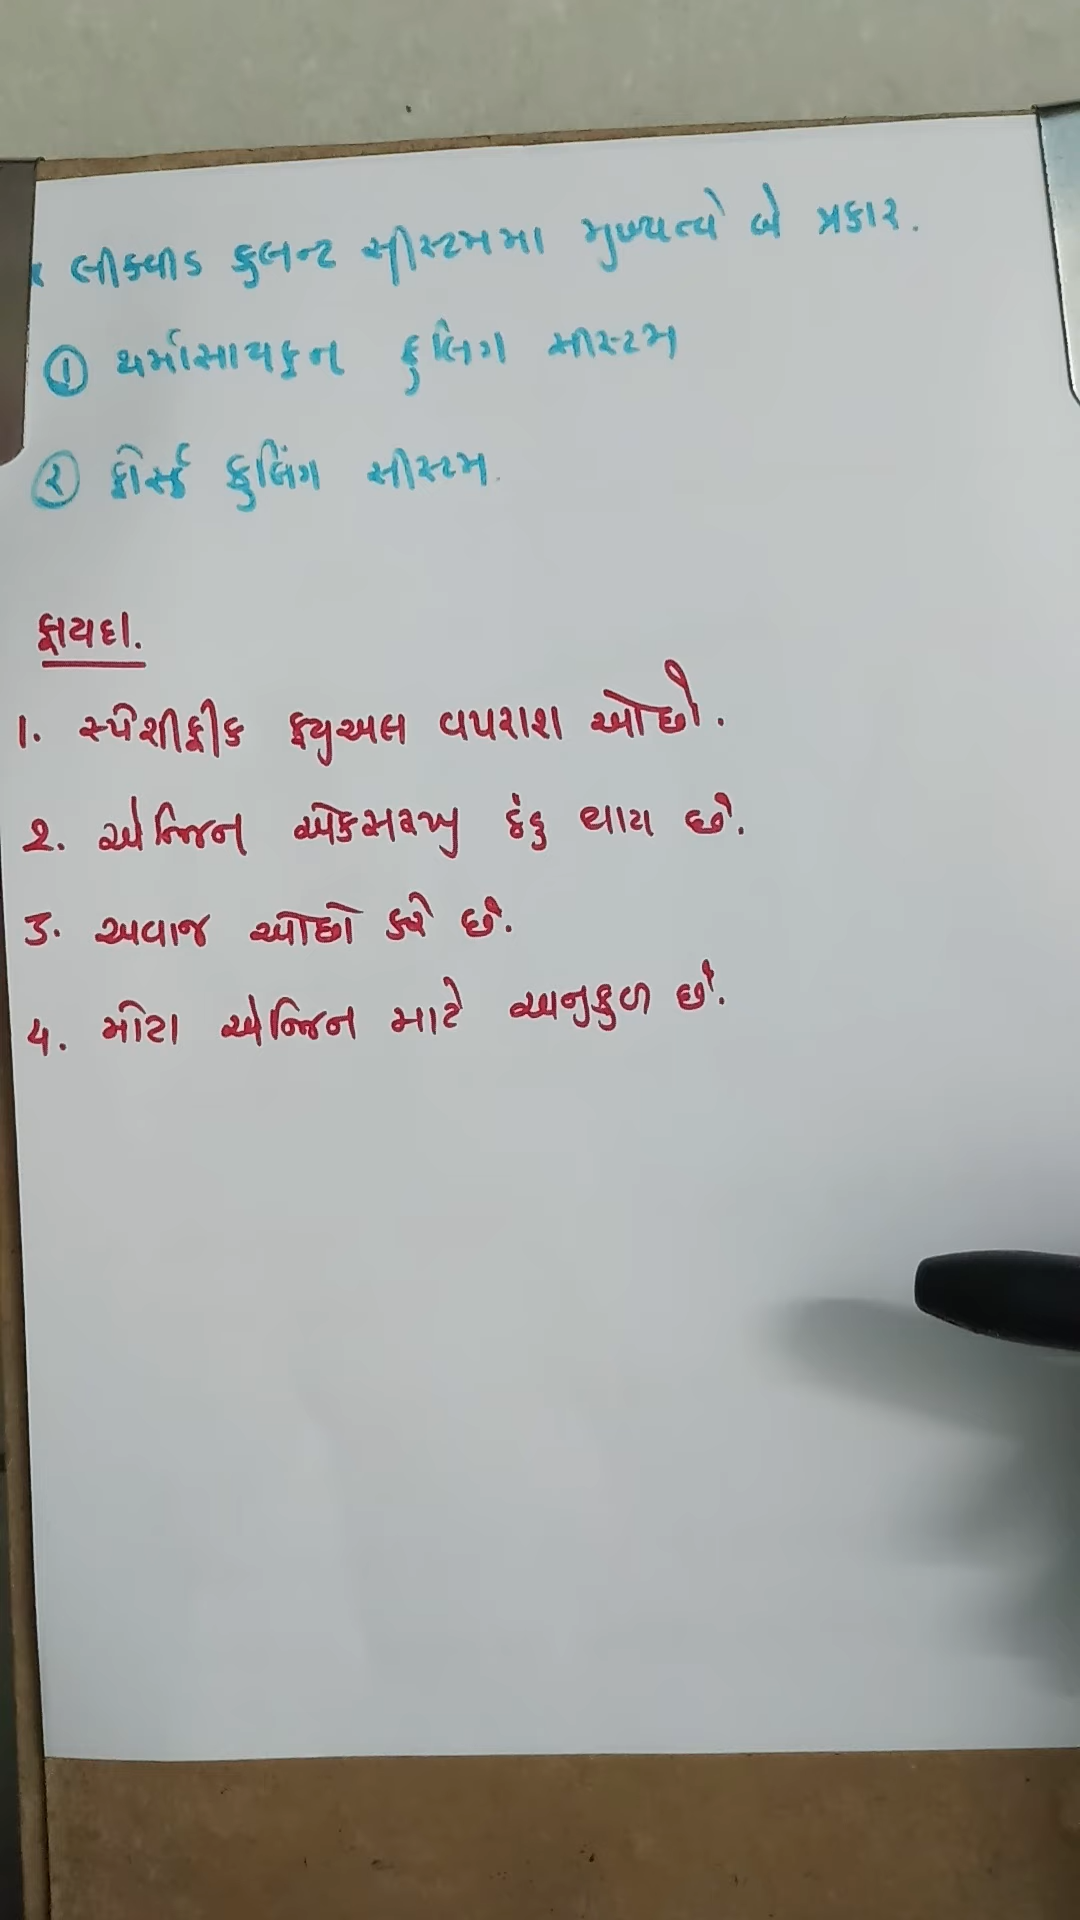 * લીક્વીડ કુલન્ટ સીસ્ટમમા મુખ્યત્વે બે પ્રકાર.
① થર્મોસાયફન કુલિંગ સીસ્ટમ
② ફોર્સ્ડ કુલિંગ સીસ્ટમ.
ફાયદા.
1. સ્પેશીફીક ફ્યુઅલ વપરાશ ઓછો.
2. એન્જિન એકસરખુ ઠંડુ થાય છે.
3. અવાજ ઓછો કરે છે.
4. મોટા એન્જિન માટે અનુકુળ છે.